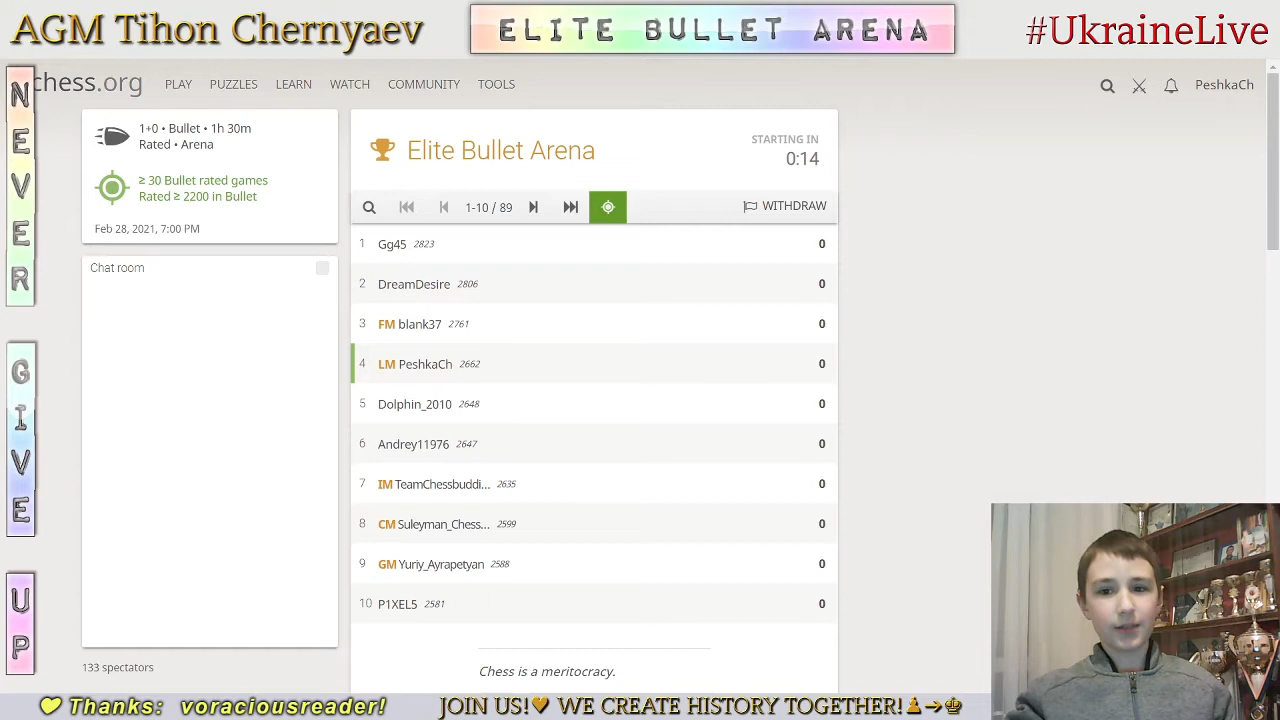 AGM Tihon Chernyaev
ELITE BULLET ARENA
#UkraineLive
NEVER
GIVE
UP
chess.org
PLAY PUZZLES LEARN WATCH COMMUNITY TOOLS
PeshkaCh
1+0 • Bullet • 1h 30m
Rated • Arena
≥ 30 Bullet rated games
Rated ≥ 2200 in Bullet
Feb 28, 2021, 7:00 PM
Chat room
133 spectators
Elite Bullet Arena
STARTING IN
0:14
1-10 / 89
WITHDRAW
1 Gg45 2823 0
2 DreamDesire 2806 0
3 FM blank37 2761 0
4 LM PeshkaCh 2662 0
5 Dolphin_2010 2648 0
6 Andrey11976 2647 0
7 IM TeamChessbuddi... 2635 0
8 CM Suleyman_Chess... 2599 0
9 GM Yuriy_Ayrapetyan 2588 0
10 P1XEL5 2581 0
Chess is a meritocracy.
Thanks: voraciousreader!
JOIN US! WE CREATE HISTORY TOGETHER!